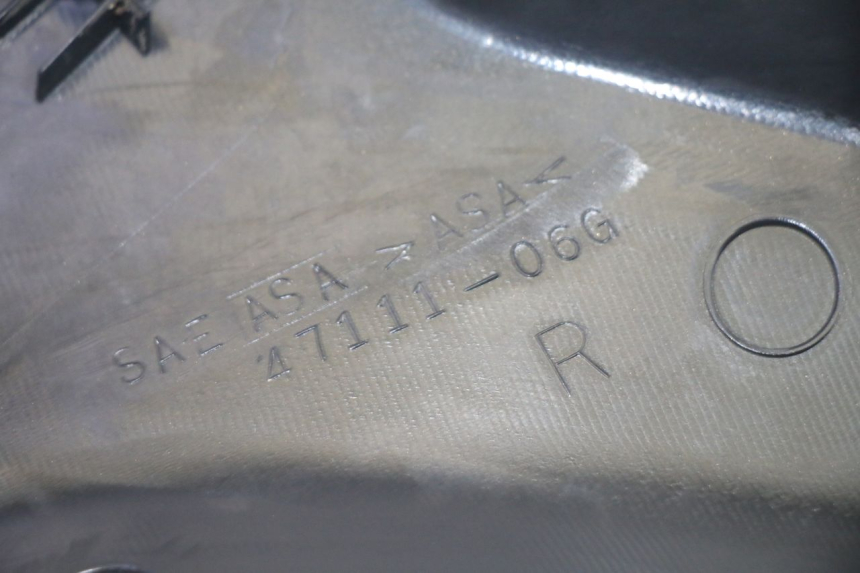 SAE ASA >ASA<
47111-06G
R